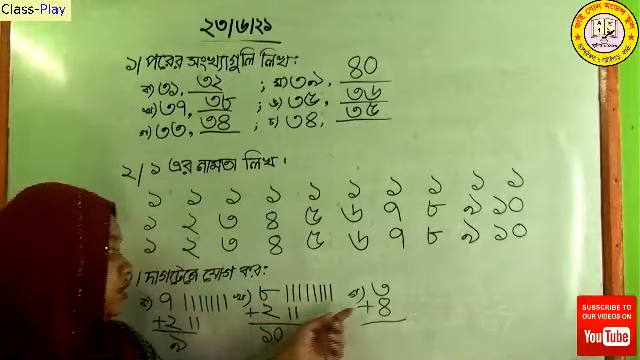 Class-Play
২৩/৬/২১
১/ পরের সংখ্যাগুলি লিখ:
ক) ৩১, ৩২ ; ঘ) ৩৯, ৪০
খ) ৩৭, ৩৮ ; ঙ) ৩৫, ৩৬
গ) ৩৩, ৩৪ ; চ) ৩৪, ৩৫
২/ ১ এর নামতা লিখ।
১ ১ ১ ১ ১ ১ ১ ১ ১ ১
১ ২ ৩ ৪ ৫ ৬ ৭ ৮ ৯ ১০
১ ২ ৩ ৪ ৫ ৬ ৭ ৮ ৯ ১০
দাগটেনে যোগ কর:
ক) ৭ ||||||| খ) ৮ |||||||| গ) ৩
+২ || +২ || +৪
৯ ১০
SUBSCRIBE TO
OUR VIDEOS
ON
YouTube